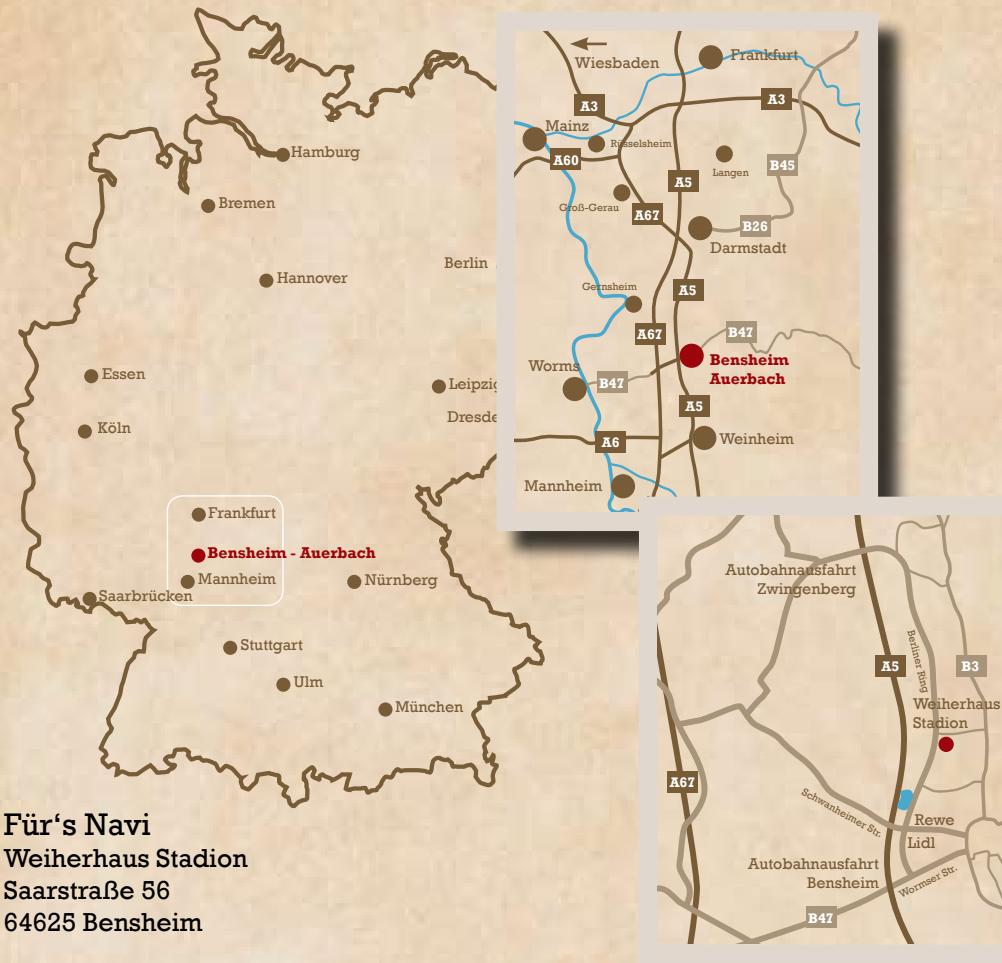 Hamburg
Bremen
Hannover
Berlin
Essen
Leipzig
Köln
Dresde
Frankfurt
Bensheim - Auerbach
Mannheim
Nürnberg
Saarbrücken
Stuttgart
Ulm
München
Für‘s Navi
Weiherhaus Stadion
Saarstraße 56
64625 Bensheim
Wiesbaden
Frankfurt
A3
A3
Mainz
Rüsselsheim
A60
Langen
B45
A5
Groß-Gerau
A67
B26
Darmstadt
Gernsheim
A5
A67
B47
Bensheim
Auerbach
Worms
B47
A5
A6
Weinheim
Mannheim
Autobahnausfahrt
Zwingenberg
Berliner Ring
A5
B3
Weiherhaus
Stadion
A67
Schwanheimer Str.
Rewe
Lidl
Autobahnausfahrt
Bensheim
Wormser Str.
B47